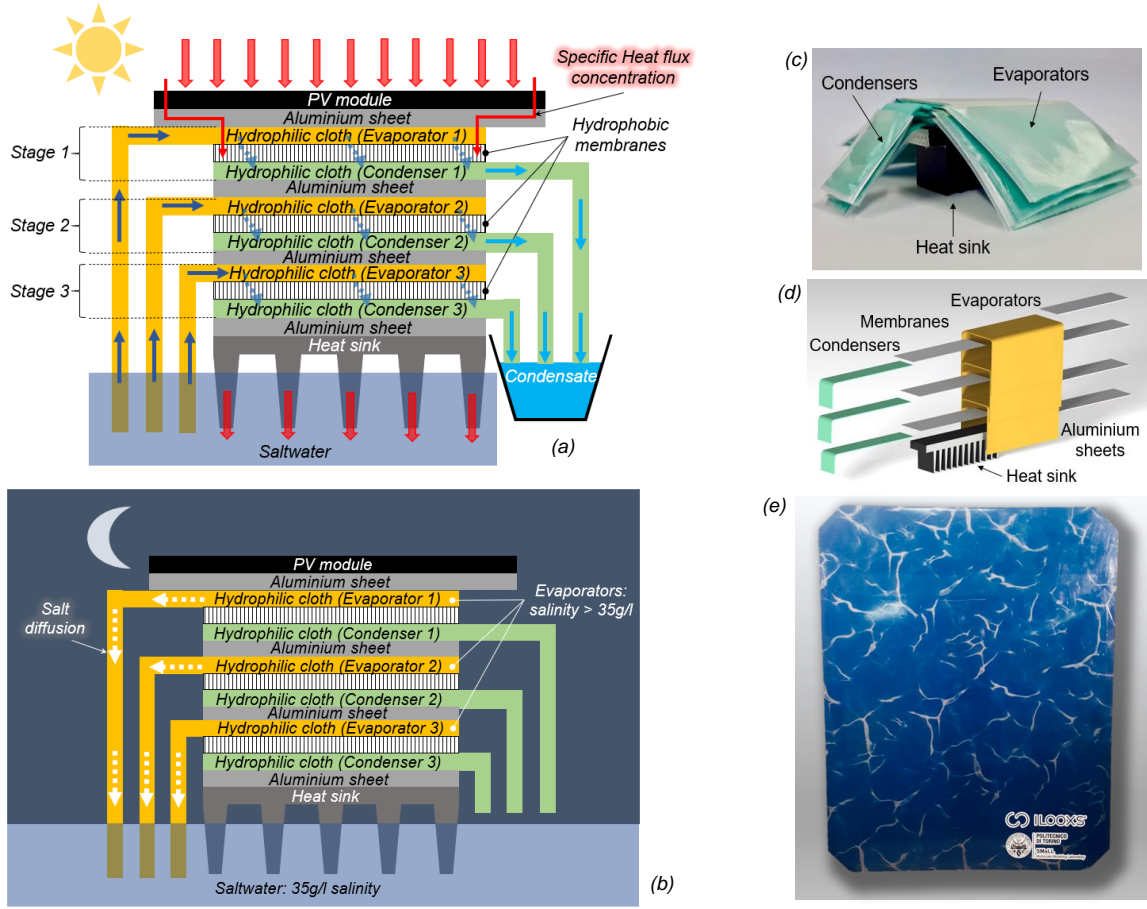 Specific Heat flux
concentration
PV module
Aluminium sheet
Hydrophilic cloth (Evaporator 1)
Hydrophobic
membranes
Stage 1
Hydrophilic cloth (Condenser 1)
Aluminium sheet
Hydrophilic cloth (Evaporator 2)
Stage 2
Hydrophilic cloth (Condenser 2)
Aluminium sheet
Hydrophilic cloth (Evaporator 3)
Stage 3
Hydrophilic cloth (Condenser 3)
Aluminium sheet
Heat sink
Condensate
Saltwater
(a)
PV module
Aluminium sheet
Hydrophilic cloth (Evaporator 1)
Evaporators:
salinity > 35g/l
Salt
diffusion
Hydrophilic cloth (Condenser 1)
Aluminium sheet
Hydrophilic cloth (Evaporator 2)
Hydrophilic cloth (Condenser 2)
Aluminium sheet
Hydrophilic cloth (Evaporator 3)
Hydrophilic cloth (Condenser 3)
Aluminium sheet
Heat sink
Saltwater: 35g/l salinity
(b)
(c)
Condensers
Evaporators
Heat sink
(d)
Evaporators
Membranes
Condensers
Aluminium
sheets
Heat sink
(e)
ILOOXS
POLITECNICO
DI TORINO
SMaLL